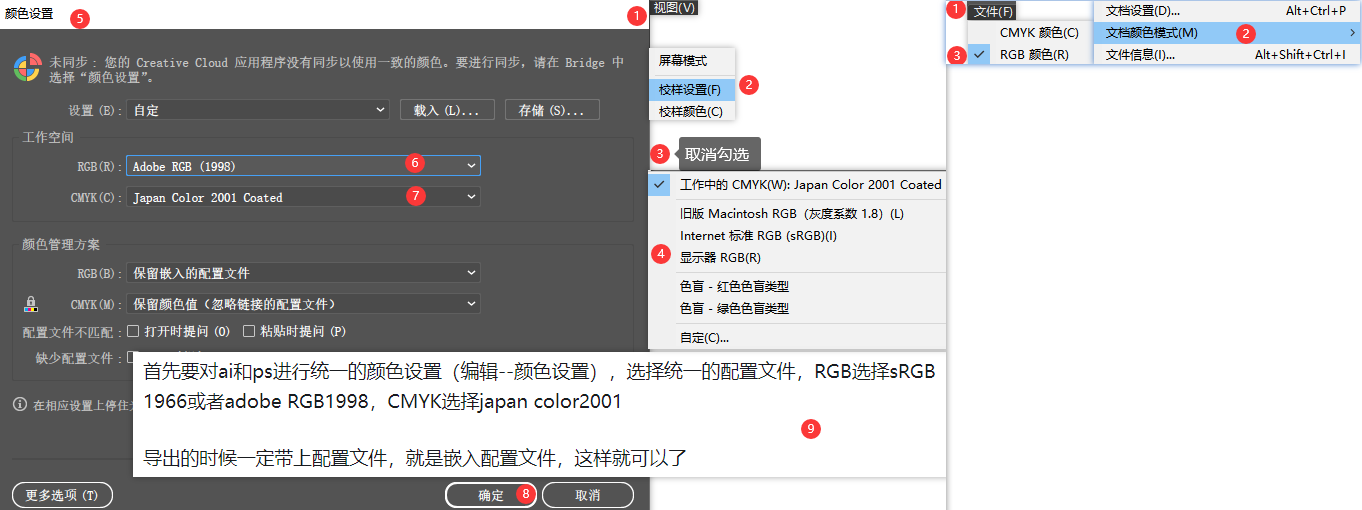 颜色设置
5
未同步：您的 Creative Cloud 应用程序没有同步以使用一致的颜色。要进行同步，请在 Bridge 中
选择“颜色设置”。
设置 (E)：自定
载入 (L)...
存储 (S)...
工作空间
RGB(R)：Adobe RGB (1998)
6
CMYK(C)：Japan Color 2001 Coated
7
颜色管理方案
RGB(B)：保留嵌入的配置文件
CMYK(M)：保留颜色值（忽略链接的配置文件）
配置文件不匹配：打开时提问 (O) 粘贴时提问 (P)
缺少配置文件：
在相应设置上停住
更多选项 (T)
确定
8
取消
1
视图(V)
屏幕模式
校样设置(F)
2
校样颜色(C)
3
取消勾选
工作中的 CMYK(W): Japan Color 2001 Coated
旧版 Macintosh RGB（灰度系数 1.8）(L)
Internet 标准 RGB (sRGB)(I)
4
显示器 RGB(R)
色盲 - 红色色盲类型
色盲 - 绿色色盲类型
自定(C)...
首先要对ai和ps进行统一的颜色设置（编辑--颜色设置），选择统一的配置文件，RGB选择sRGB
1966或者adobe RGB1998，CMYK选择japan color2001
9
导出的时候一定带上配置文件，就是嵌入配置文件，这样就可以了
1
文件(F)
文档设置(D)... Alt+Ctrl+P
CMYK 颜色(C)
文档颜色模式(M)
2
3
RGB 颜色(R)
文件信息(I)... Alt+Shift+Ctrl+I